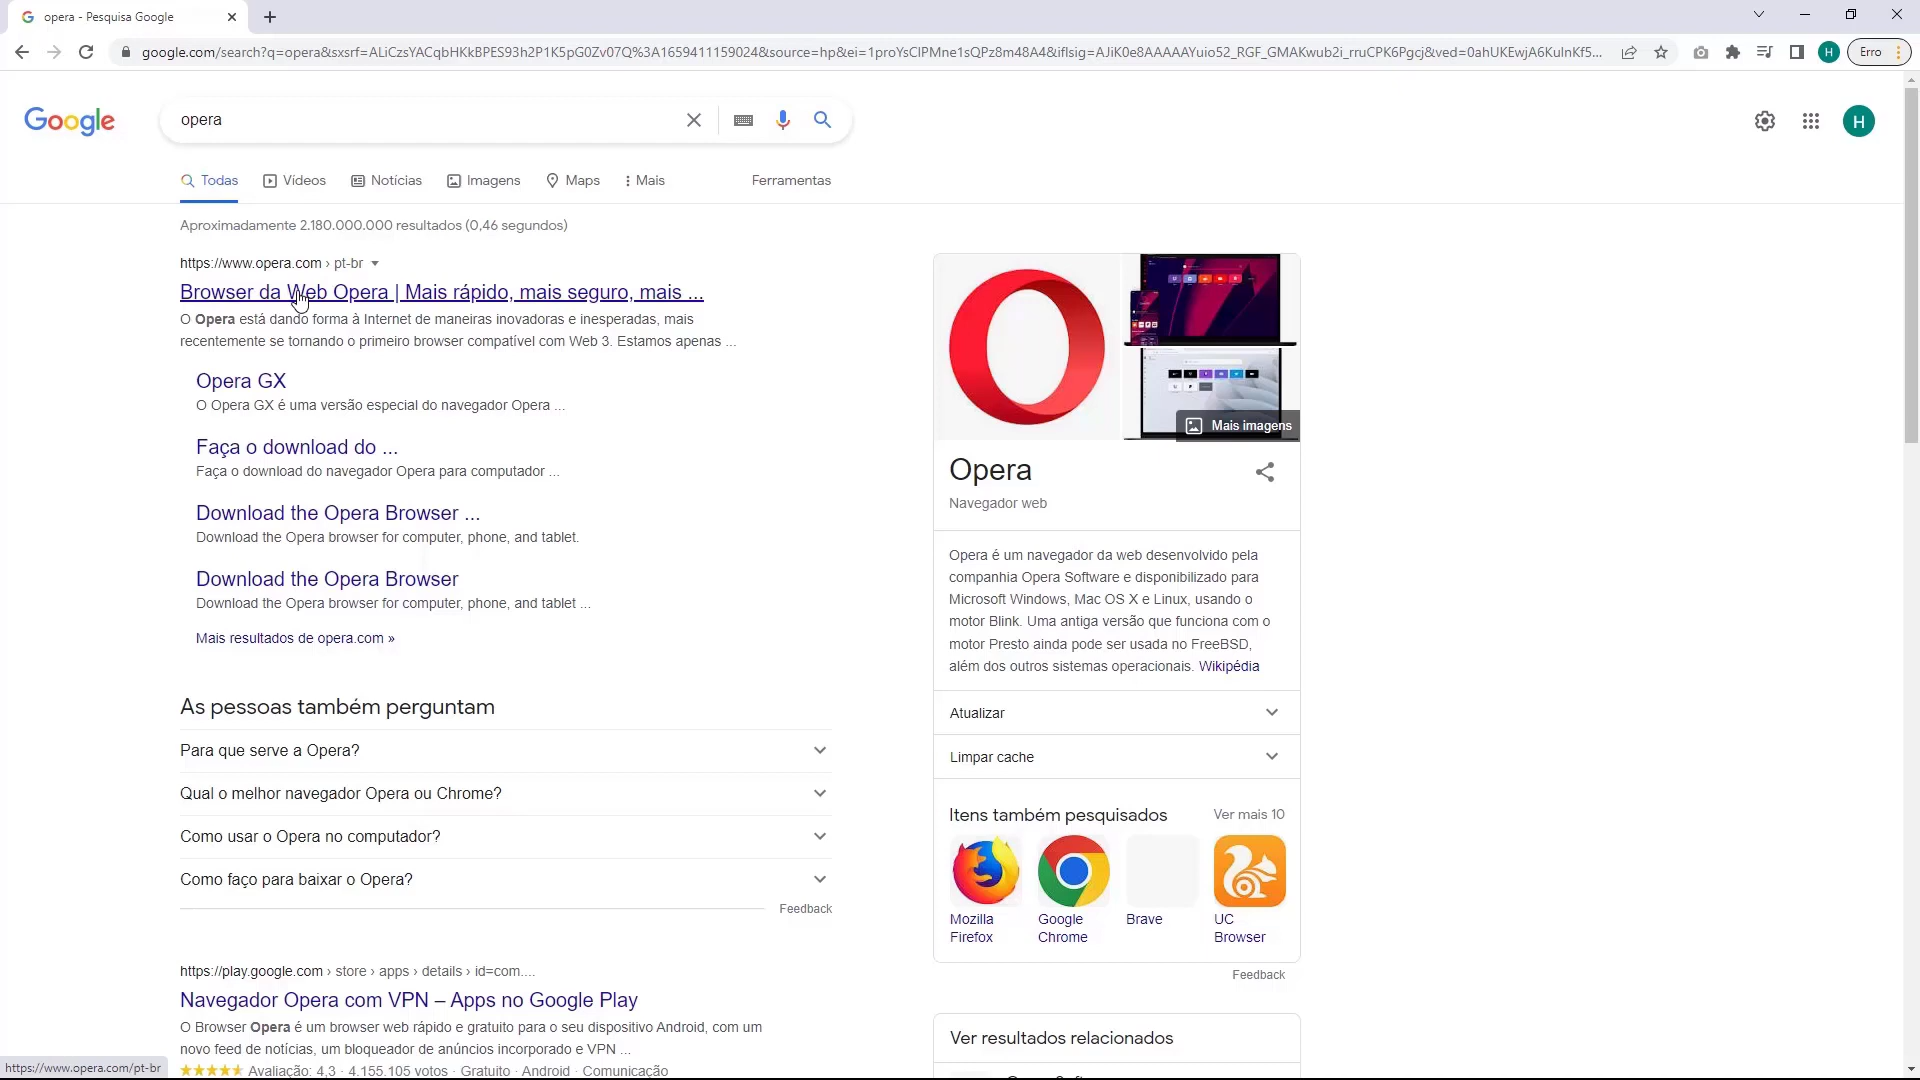 opera - Pesquisa Google
google.com/search?q=opera&sxsrf=ALiCzsYACqbHKkBPES93h2P1K5pG0Zv07Q%3A1659411159024&source=hp&ei=1proYsClPMne1sQPz8m48A4&iflsig=AJiK0e8AAAAAYuio52_RGF_GMAKwub2i_rruCPK6Pgcj&ved=0ahUKEwjA6KuInKf5...
H
Erro
Google
opera
H
Todas
Vídeos
Notícias
Imagens
Maps
Mais
Ferramentas
Aproximadamente 2.180.000.000 resultados (0,46 segundos)
https://www.opera.com › pt-br
Browser da Web Opera | Mais rápido, mais seguro, mais ...
O Opera está dando forma à Internet de maneiras inovadoras e inesperadas, mais
recentemente se tornando o primeiro browser compatível com Web 3. Estamos apenas ...
Opera GX
O Opera GX é uma versão especial do navegador Opera ...
Faça o download do ...
Faça o download do navegador Opera para computador ...
Download the Opera Browser ...
Download the Opera browser for computer, phone, and tablet.
Download the Opera Browser
Download the Opera browser for computer, phone, and tablet ...
Mais resultados de opera.com »
As pessoas também perguntam
Para que serve a Opera?
Qual o melhor navegador Opera ou Chrome?
Como usar o Opera no computador?
Como faço para baixar o Opera?
Feedback
https://play.google.com › store › apps › details › id=com....
Navegador Opera com VPN – Apps no Google Play
O Browser Opera é um browser web rápido e gratuito para o seu dispositivo Android, com um
novo feed de notícias, um bloqueador de anúncios incorporado e VPN ...
Avaliação: 4,3 · 4.155.105 votos · Gratuito · Android · Comunicação
https://www.opera.com/pt-br
Mais imagens
Opera
Navegador web
Opera é um navegador da web desenvolvido pela
companhia Opera Software e disponibilizado para
Microsoft Windows, Mac OS X e Linux, usando o
motor Blink. Uma antiga versão que funciona com o
motor Presto ainda pode ser usada no FreeBSD,
além dos outros sistemas operacionais. Wikipédia
Atualizar
Limpar cache
Itens também pesquisados
Ver mais 10
Mozilla
Firefox
Google
Chrome
Brave
UC
Browser
Feedback
Ver resultados relacionados